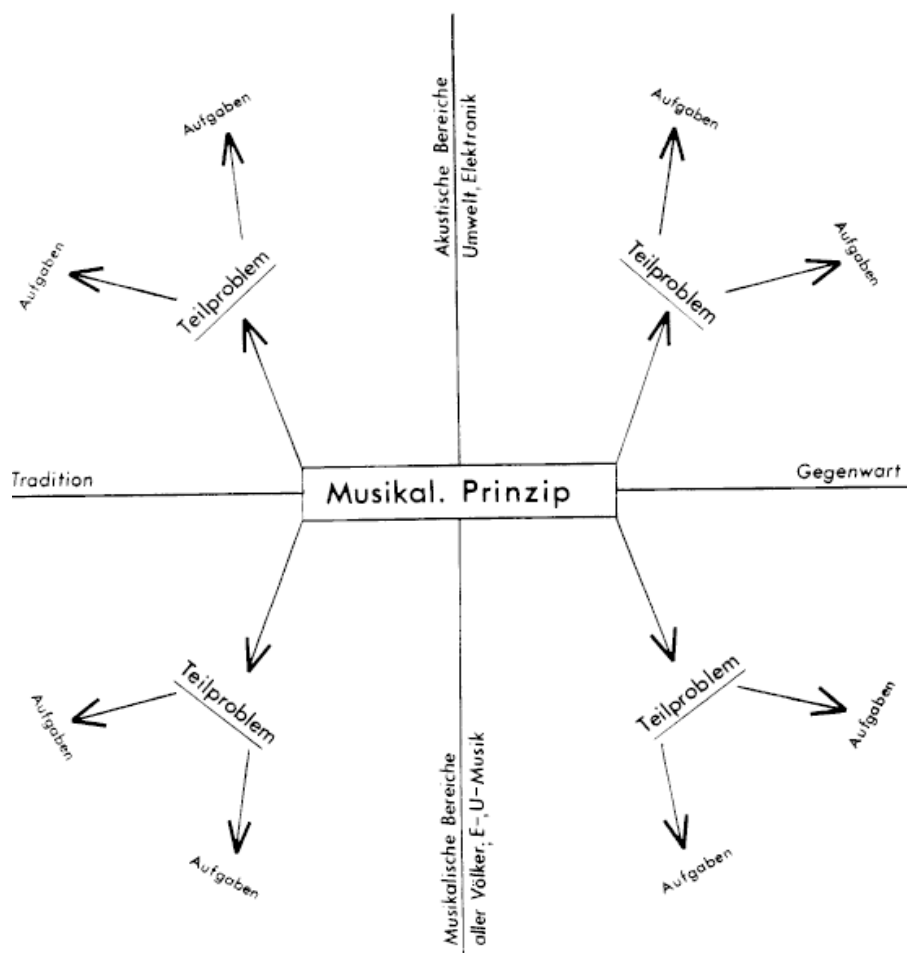 Aufgaben
Aufgaben
Teilproblem
Akustische Bereiche
Umwelt, Elektronik
Aufgaben
Aufgaben
Teilproblem
Tradition
Musikal. Prinzip
Gegenwart
Aufgaben
Teilproblem
Aufgaben
Musikalische Bereiche
aller Völker, E-, U-Musik
Teilproblem
Aufgaben
Aufgaben